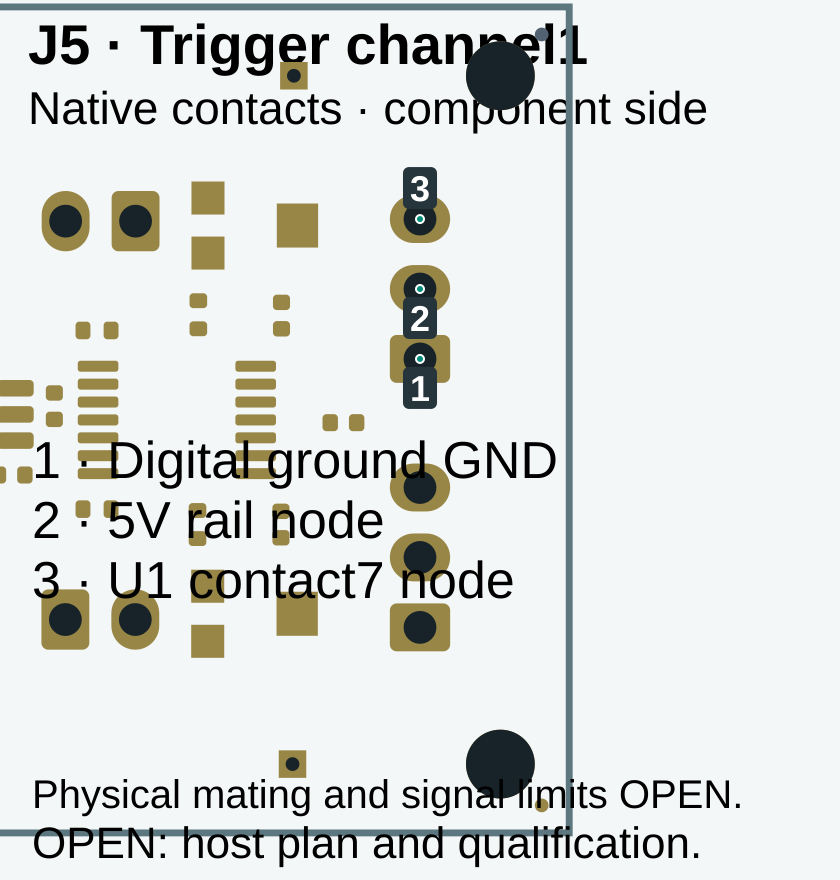 J5 · Trigger channel1
Native contacts · component side
3
2
1
1 · Digital ground GND
2 · 5V rail node
3 · U1 contact7 node
Physical mating and signal limits OPEN.
OPEN: host plan and qualification.